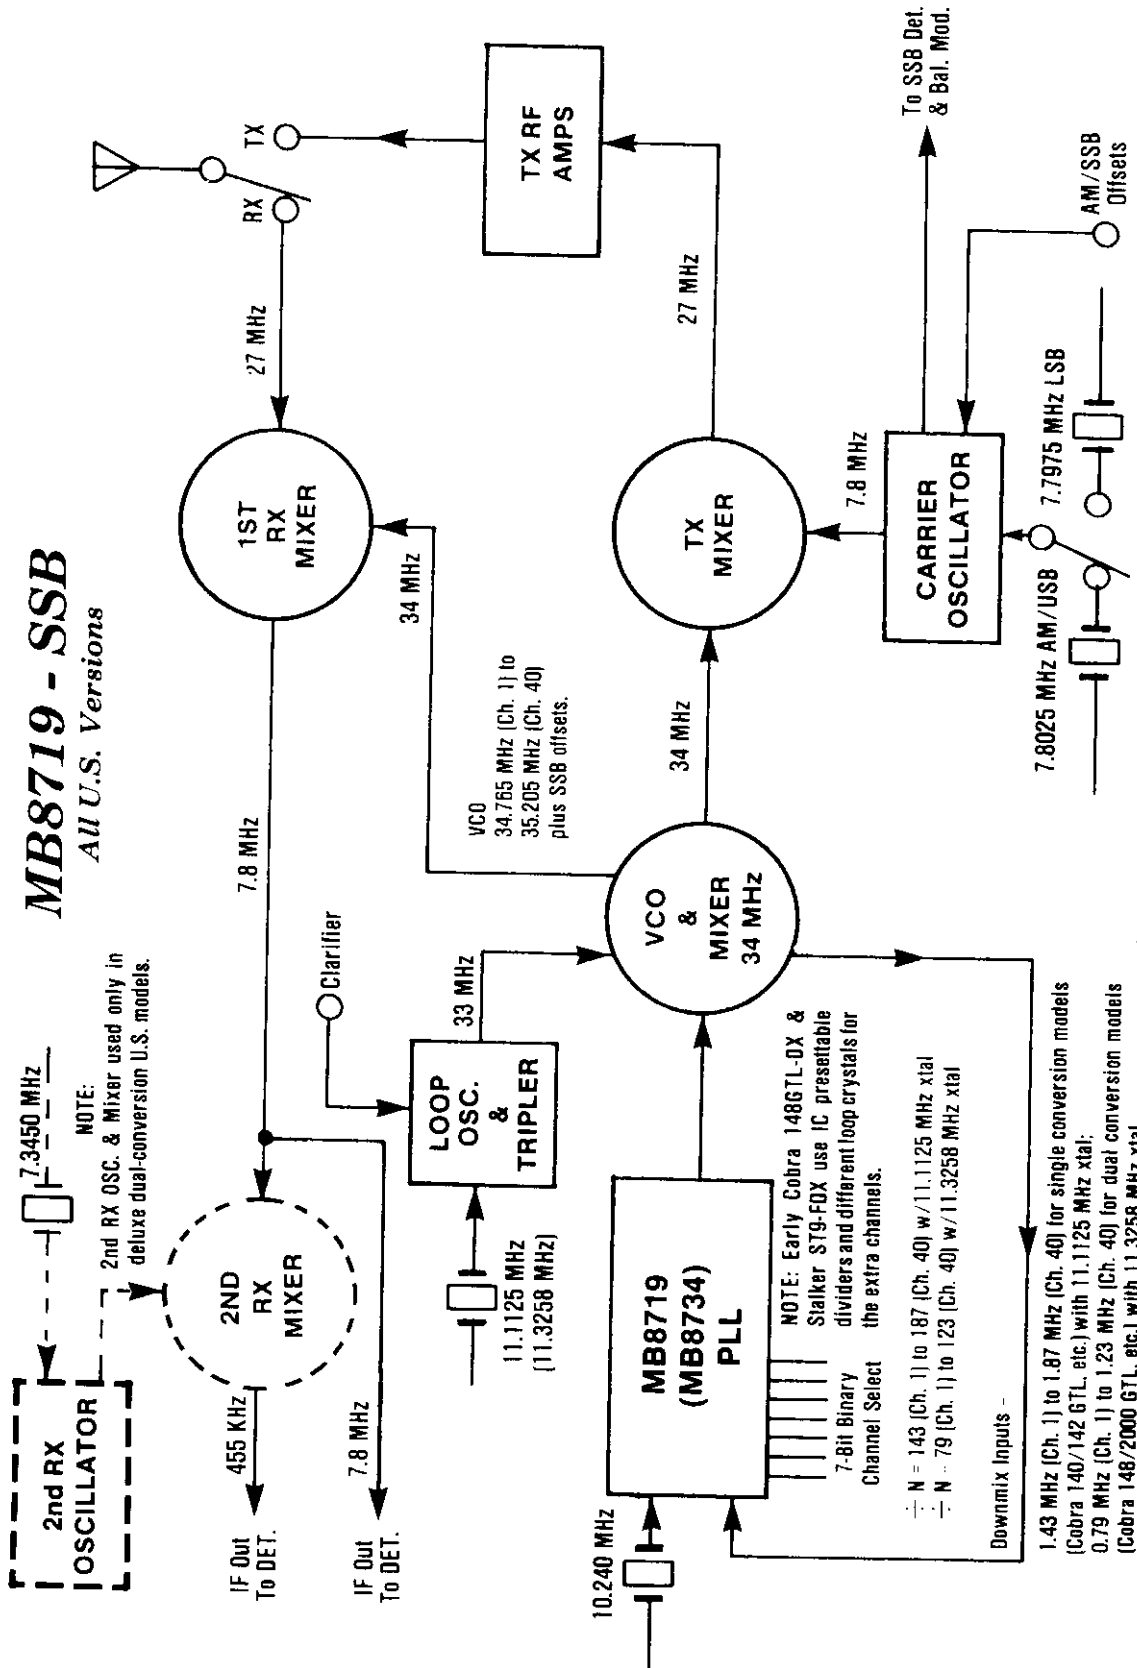 MB8719 - SSB
All U.S. Versions
2nd RX
OSCILLATOR
7.3450 MHz
NOTE:
2nd RX OSC. & Mixer used only in
deluxe dual-conversion U.S. models.
2ND
RX
MIXER
455 KHz
IF Out
To DET.
7.8 MHz
IF Out
To DET.
7.8 MHz
1ST
RX
MIXER
27 MHz
RX
TX
TX RF
AMPS
27 MHz
34 MHz
Clarifier
LOOP
OSC.
&
TRIPLER
33 MHz
11.1125 MHz
(11.3258 MHz)
VCO
34.765 MHz (Ch. 1) to
35.205 MHz (Ch. 40)
plus SSB offsets.
VCO
&
MIXER
34 MHz
34 MHz
TX
MIXER
7.8 MHz
CARRIER
OSCILLATOR
To SSB Det.
& Bal. Mod.
AM/SSB
Offsets
7.8025 MHz AM/USB
7.7975 MHz LSB
10.240 MHz
MB8719
(MB8734)
PLL
7-Bit Binary
Channel Select
NOTE: Early Cobra 148GTL-DX &
Stalker ST9-FDX use IC presettable
dividers and different loop crystals for
the extra channels.
÷ N = 143 (Ch. 1) to 187 (Ch. 40) w/11.1125 MHz xtal
÷ N - 79 (Ch. 1) to 123 (Ch. 40) w/11.3258 MHz xtal
Downmix Inputs -
1.43 MHz (Ch. 1) to 1.87 MHz (Ch. 40) for single conversion models
(Cobra 140/142 GTL, etc.) with 11.1125 MHz xtal;
0.79 MHz (Ch. 1) to 1.23 MHz (Ch. 40) for dual conversion models
(Cobra 148/2000 GTL, etc.) with 11.3258 MHz xtal